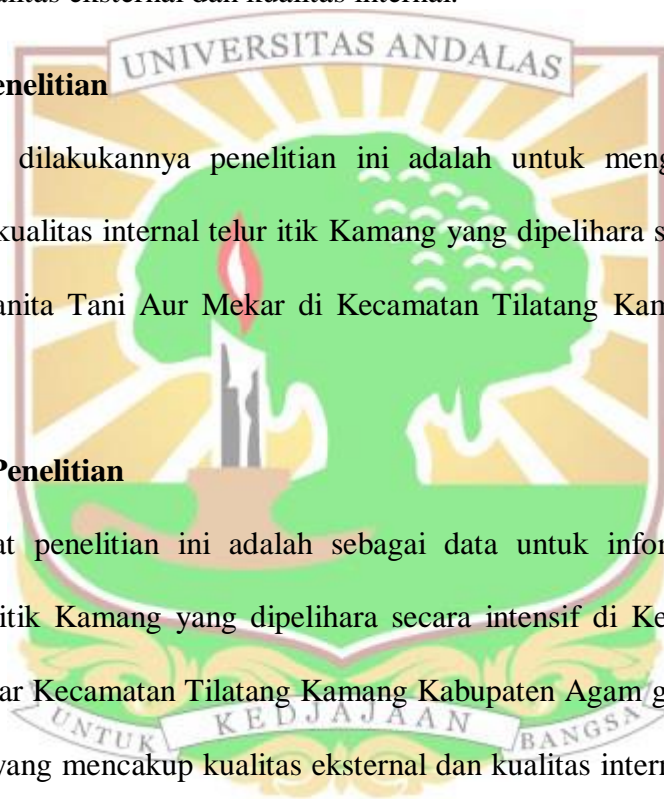 kualitas eksternal dan kualitas internal.
UNIVERSITAS ANDALAS
enelitian
dilakukannya penelitian ini adalah untuk meng
kualitas internal telur itik Kamang yang dipelihara s
anita Tani Aur Mekar di Kecamatan Tilatang Kam
Penelitian
at penelitian ini adalah sebagai data untuk infor
itik Kamang yang dipelihara secara intensif di Ke
ar Kecamatan Tilatang Kamang Kabupaten Agam g
UNTUK KEDJAJAAN BANGSA
yang mencakup kualitas eksternal dan kualitas intern